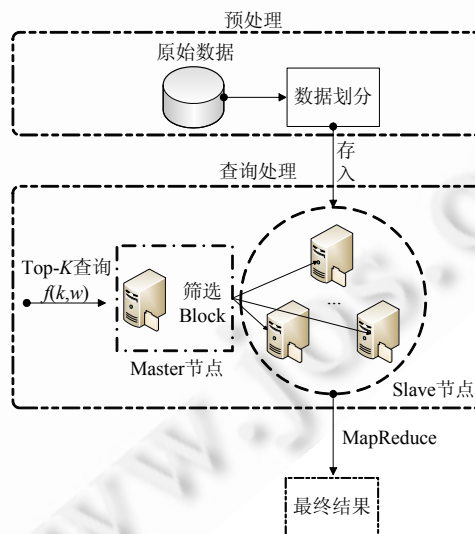 预处理
原始数据
数据划分
存入
查询处理
Top-K查询
f(k,w)
筛选
Block
...
Master节点
Slave节点
MapReduce
最终结果